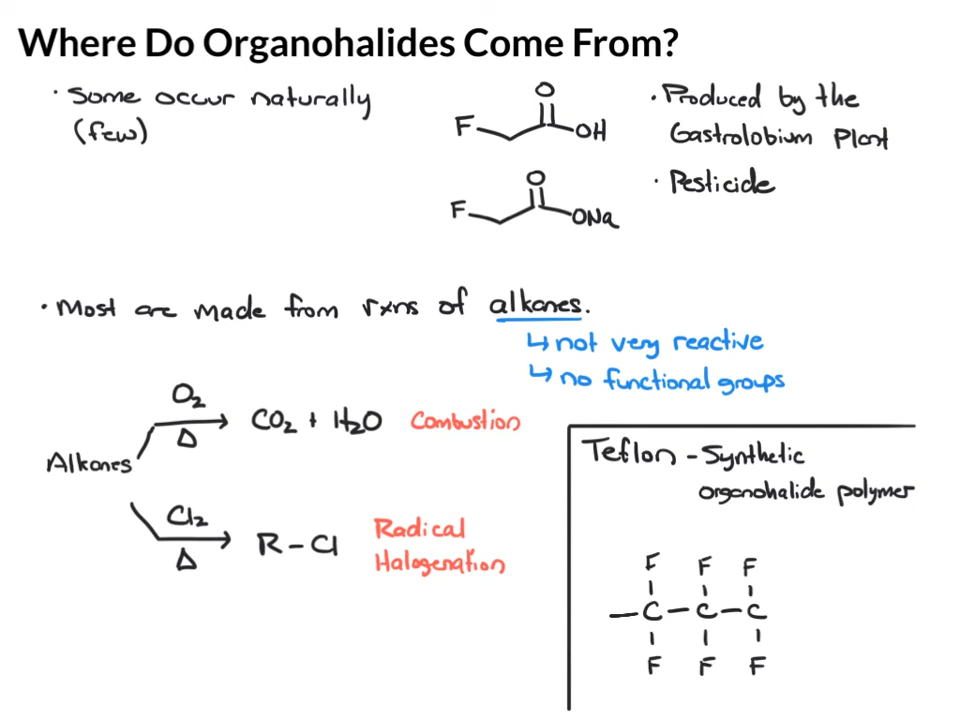 Where Do Organohalides Come From?
· Some occur naturally
(few)
O
F
OH
· Produced by the
Gastrolobium Plant
· Pesticide
O
F
ONa
· Most are made from rxns of alkanes.
↳ not very reactive
↳ no functional groups
O₂
Δ
CO₂ + H₂O
Combustion
Alkanes
Cl₂
Δ
R – Cl
Radical
Halogenation
Teflon - Synthetic
organohalide polymer
F F F
– C – C – C
F F F